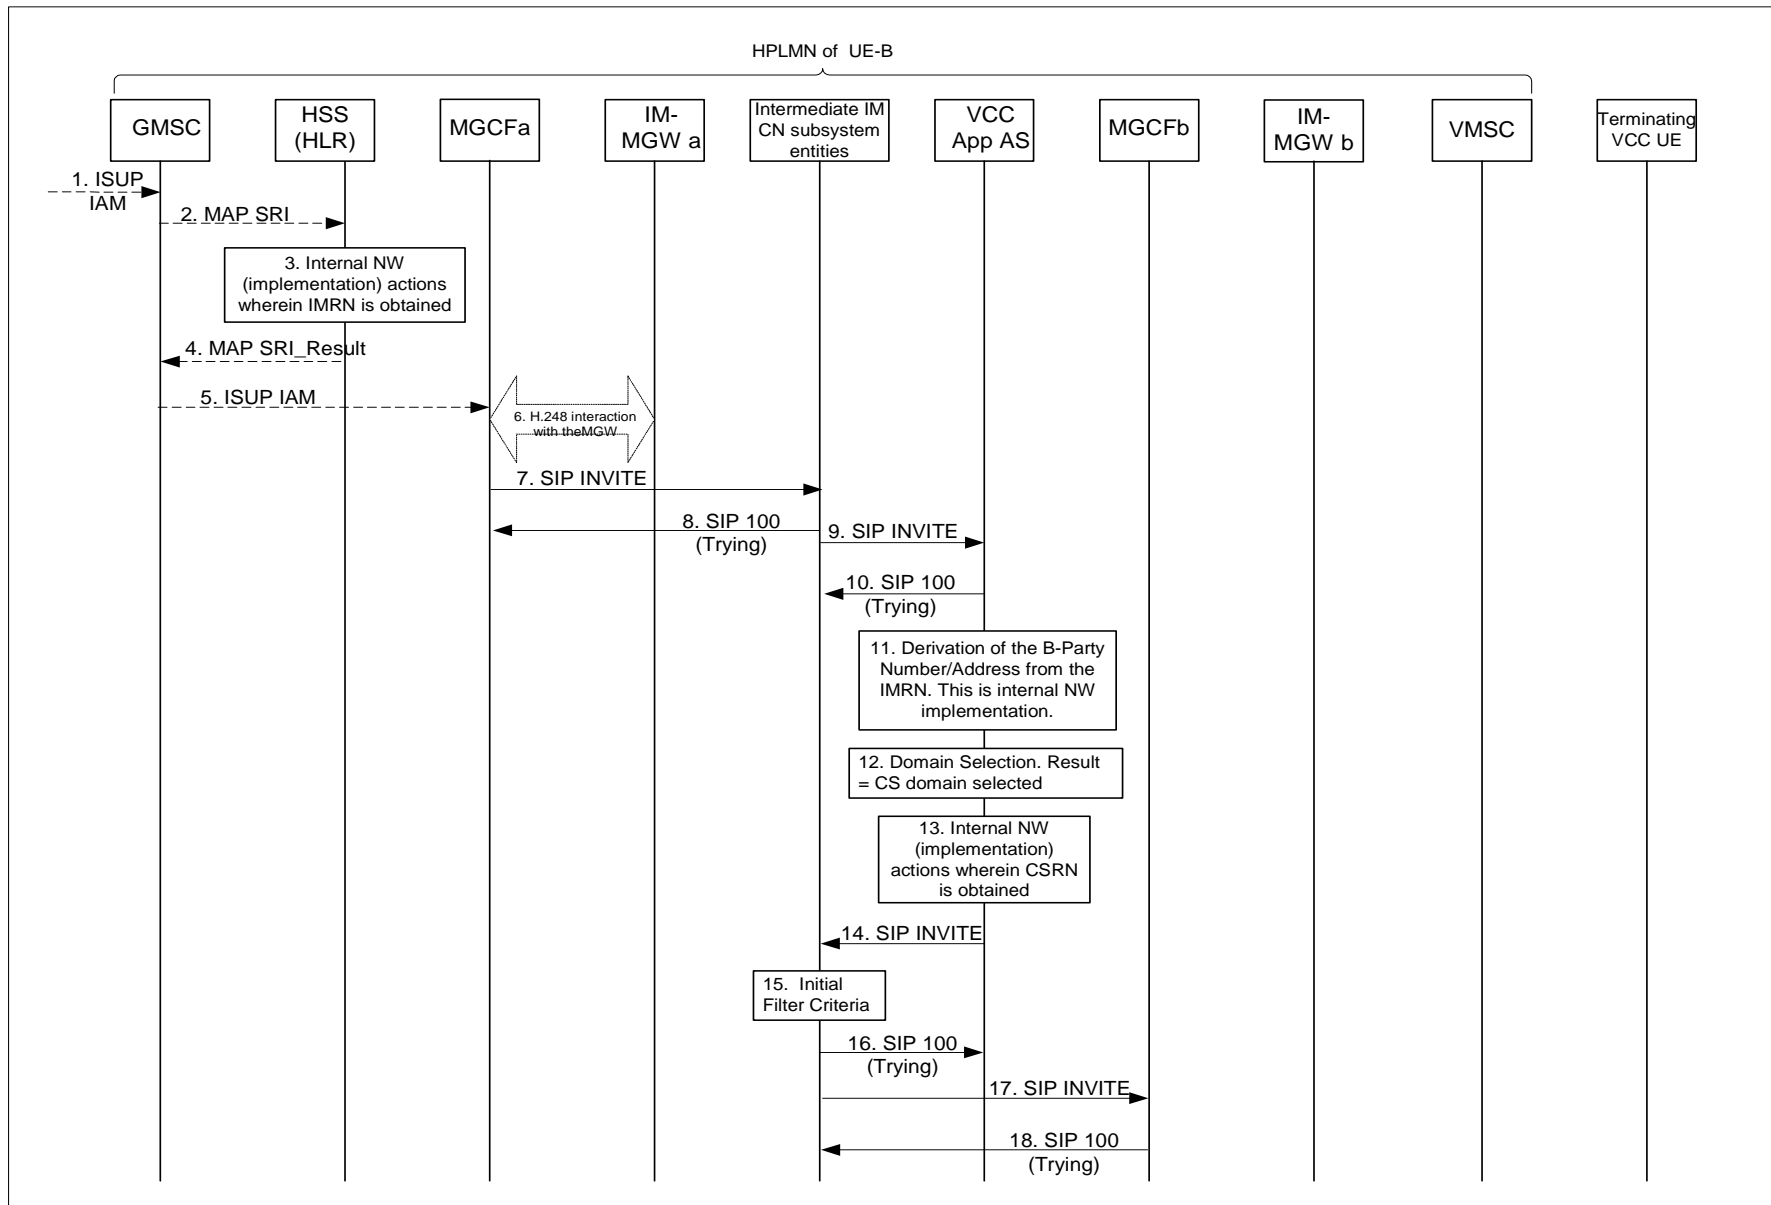 HPLMN of UE-B
GMSC
HSS
(HLR)
MGCFa
IM-
MGW a
Intermediate IM
CN subsystem
entities
VCC
App AS
MGCFb
IM-
MGW b
VMSC
Terminating
VCC UE
1. ISUP
IAM
2. MAP SRI
3. Internal NW
(implementation) actions
wherein IMRN is obtained
4. MAP SRI_Result
5. ISUP IAM
6. H.248 interaction
with theMGW
7. SIP INVITE
8. SIP 100
(Trying)
9. SIP INVITE
10. SIP 100
(Trying)
11. Derivation of the B-Party
Number/Address from the
IMRN. This is internal NW
implementation.
12. Domain Selection. Result
= CS domain selected
13. Internal NW
(implementation)
actions wherein CSRN
is obtained
14. SIP INVITE
15. Initial
Filter Criteria
16. SIP 100
(Trying)
17. SIP INVITE
18. SIP 100
(Trying)